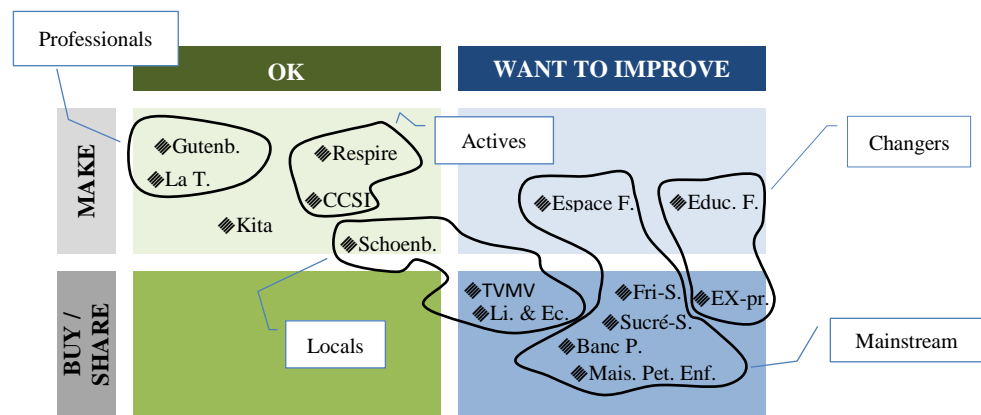 Professionals
OK
WANT TO IMPROVE
MAKE
BUY /
SHARE
Gutenb.
La T.
Kita
Respire
CCSI
Schoenb.
Actives
Espace F.
Educ. F.
Changers
TVMV
Li. & Ec.
Fri-S.
EX-pr.
Sucré-S.
Banc P.
Mais. Pet. Enf.
Locals
Mainstream